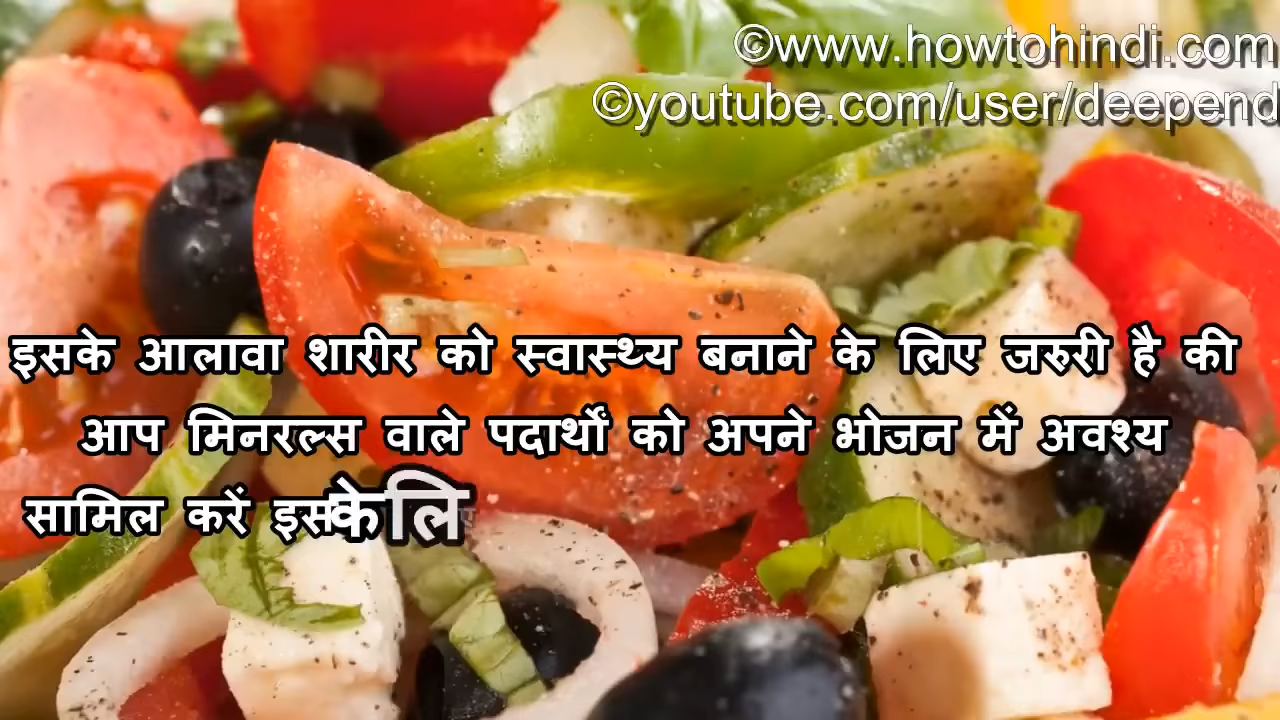 ©www.howtohindi.com
©youtube.com/user/deepend
इसके आलावा शारीर को स्वास्थ्य बनाने के लिए जरुरी है की
आप मिनरल्स वाले पदार्थों को अपने भोजन में अवश्य
सामिल करें इसके लिए